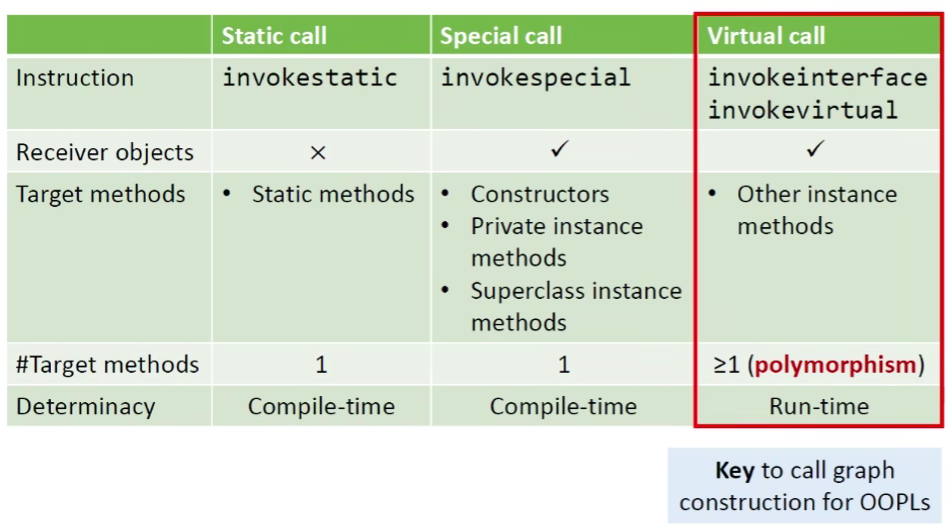 Static call Special call Virtual call
Instruction invokestatic invokespecial invokeinterface
invokevirtual
Receiver objects × ✓ ✓
Target methods • Static methods • Constructors • Other instance
• Private instance methods
methods
• Superclass instance
methods
#Target methods 1 1 ≥1 (polymorphism)
Determinacy Compile-time Compile-time Run-time
Key to call graph
construction for OOPLs